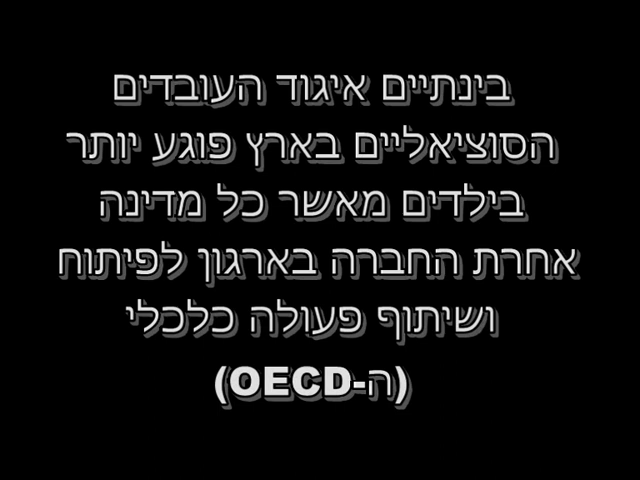 בינתיים איגוד העובדים
הסוציאליים בארץ פוגע יותר
בילדים מאשר כל מדינה
אחרת החברה בארגון לפיתוח
ושיתוף פעולה כלכלי
(ה-OECD)